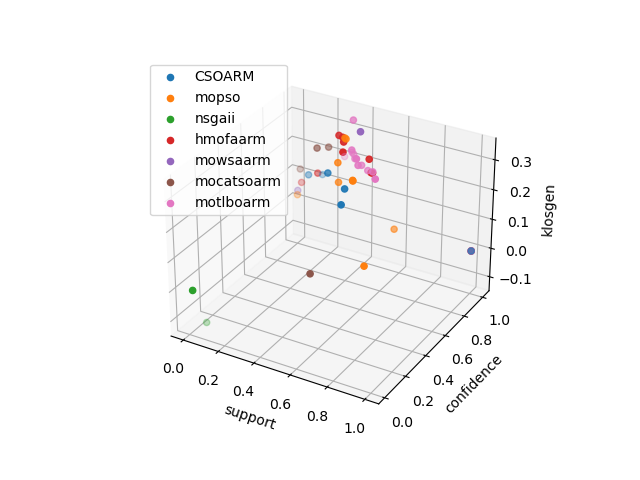 CSOARM
mopso
nsgaii
hmofaarm
mowsaarm
mocatsoarm
motlboarm
0.3
0.2
0.1
0.0
−0.1
klosgen
0.0
0.2
0.4
0.6
0.8
1.0
support
0.0
0.2
0.4
0.6
0.8
1.0
confidence